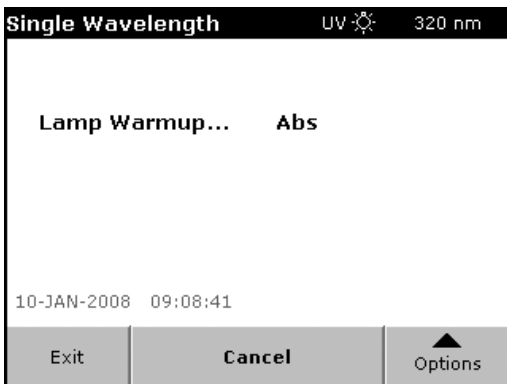 Single Wavelength UV 320 nm
Lamp Warmup... Abs
10-JAN-2008 09:08:41
Exit Cancel Options